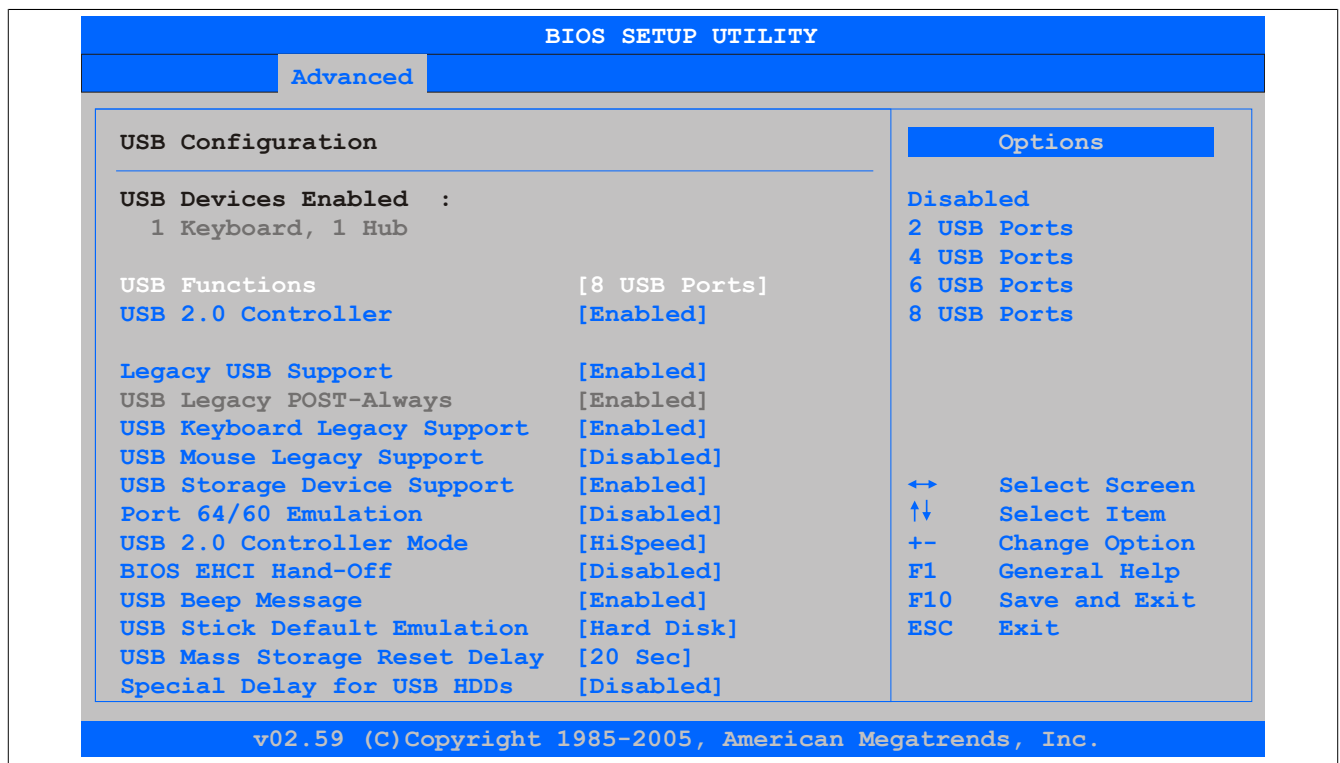 BIOS SETUP UTILITY
Advanced
USB Configuration
USB Devices Enabled :
1 Keyboard, 1 Hub
USB Functions [8 USB Ports]
USB 2.0 Controller [Enabled]
Legacy USB Support [Enabled]
USB Legacy POST-Always [Enabled]
USB Keyboard Legacy Support [Enabled]
USB Mouse Legacy Support [Disabled]
USB Storage Device Support [Enabled]
Port 64/60 Emulation [Disabled]
USB 2.0 Controller Mode [HiSpeed]
BIOS EHCI Hand-Off [Disabled]
USB Beep Message [Enabled]
USB Stick Default Emulation [Hard Disk]
USB Mass Storage Reset Delay [20 Sec]
Special Delay for USB HDDs [Disabled]
Options
Disabled
2 USB Ports
4 USB Ports
6 USB Ports
8 USB Ports
↔ Select Screen
↑↓ Select Item
+- Change Option
F1 General Help
F10 Save and Exit
ESC Exit
v02.59 (C)Copyright 1985-2005, American Megatrends, Inc.